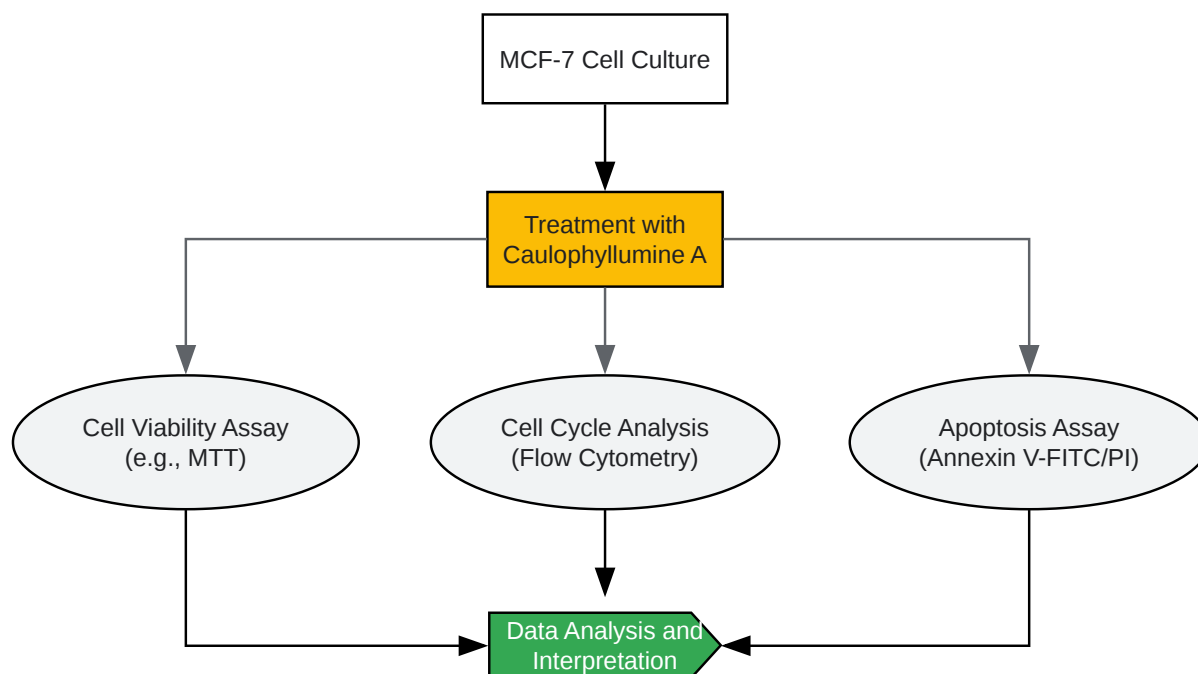 MCF-7 Cell Culture
Treatment with
Caulophyllumine A
Cell Viability Assay
(e.g., MTT)
Cell Cycle Analysis
(Flow Cytometry)
Apoptosis Assay
(Annexin V-FITC/PI)
Data Analysis and
Interpretation